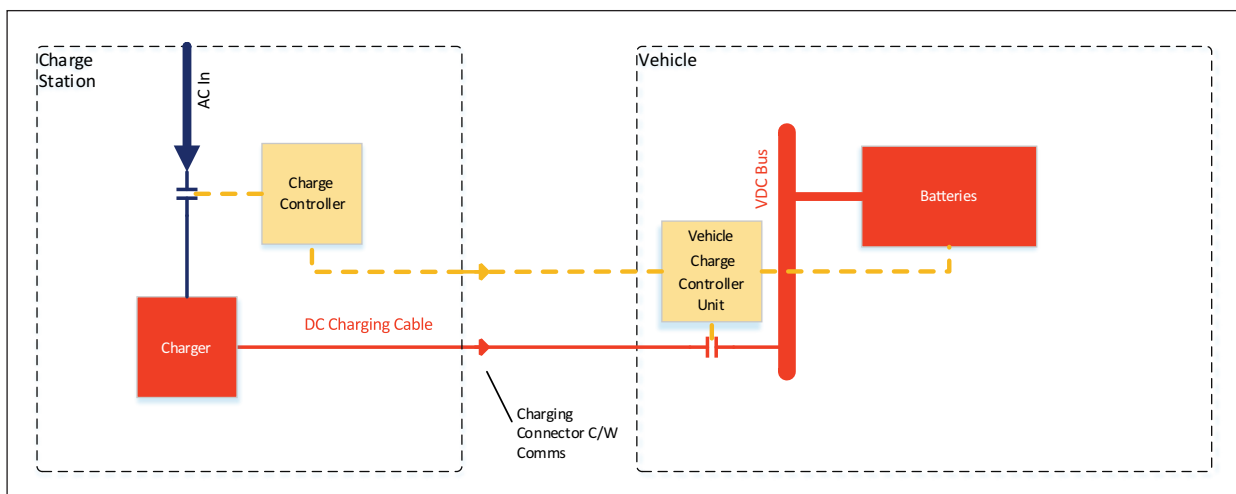 Charge
Station
AC In
Charge
Controller
Charger
DC Charging Cable
Charging
Connector C/W
Comms
Vehicle
Vehicle
Charge
Controller
Unit
VDC Bus
Batteries